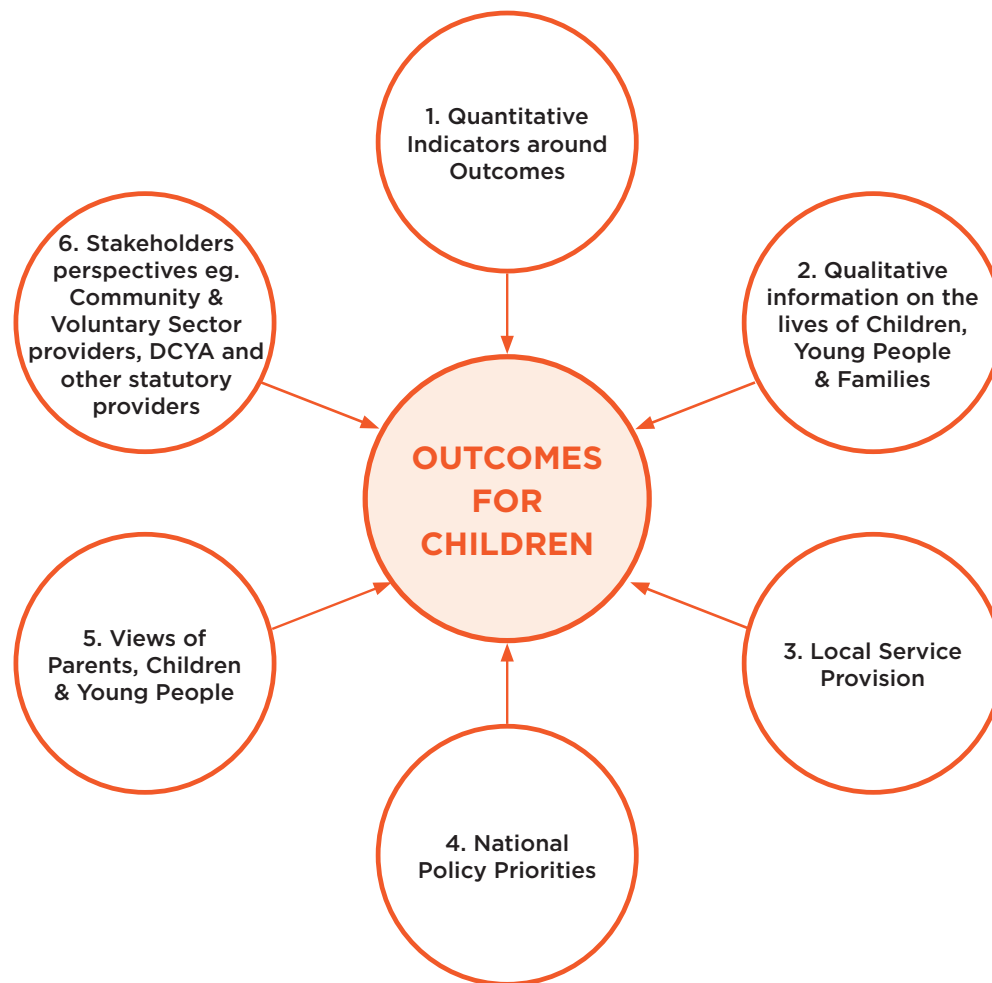 1. Quantitative
Indicators around
Outcomes
2. Qualitative
information on the
lives of Children,
Young People
& Families
3. Local Service
Provision
4. National
Policy Priorities
5. Views of
Parents, Children
& Young People
6. Stakeholders
perspectives eg.
Community &
Voluntary Sector
providers, DCYA and
other statutory
providers
OUTCOMES
FOR
CHILDREN